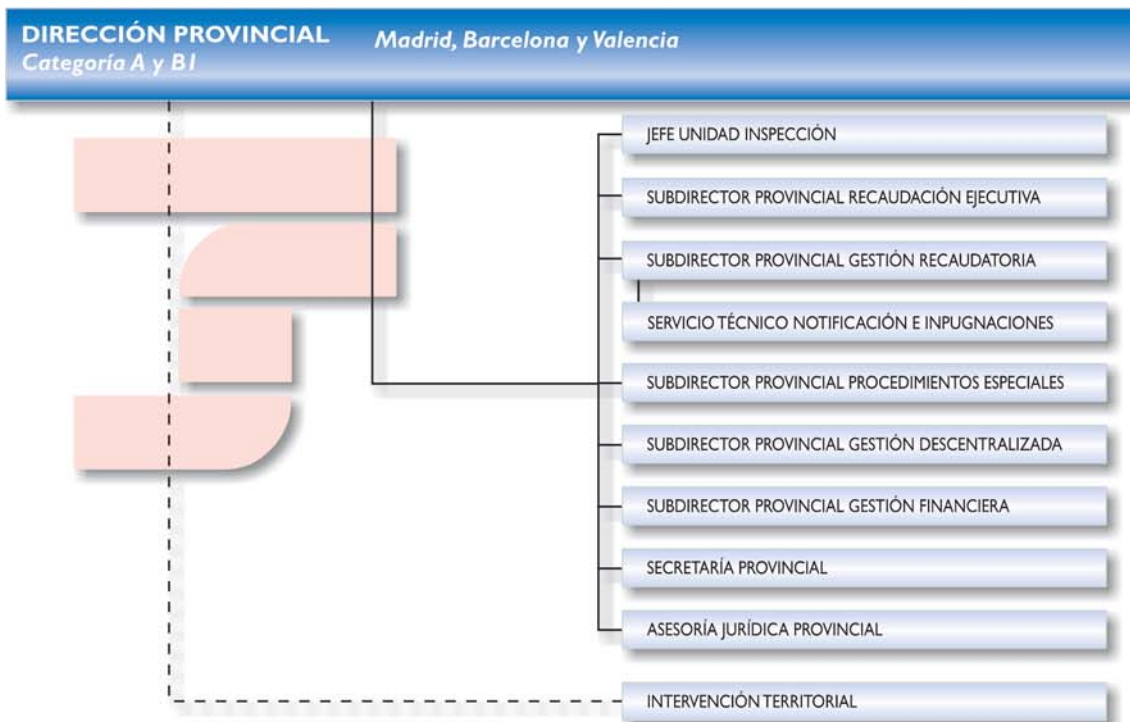 DIRECCIÓN PROVINCIAL Madrid, Barcelona y Valencia
Categoría A y B1
JEFE UNIDAD INSPECCIÓN
SUBDIRECTOR PROVINCIAL RECAUDACIÓN EJECUTIVA
SUBDIRECTOR PROVINCIAL GESTIÓN RECAUDATORIA
SERVICIO TÉCNICO NOTIFICACIÓN E INPUGNACIONES
SUBDIRECTOR PROVINCIAL PROCEDIMIENTOS ESPECIALES
SUBDIRECTOR PROVINCIAL GESTIÓN DESCENTRALIZADA
SUBDIRECTOR PROVINCIAL GESTIÓN FINANCIERA
SECRETARÍA PROVINCIAL
ASESORÍA JURÍDICA PROVINCIAL
INTERVENCIÓN TERRITORIAL